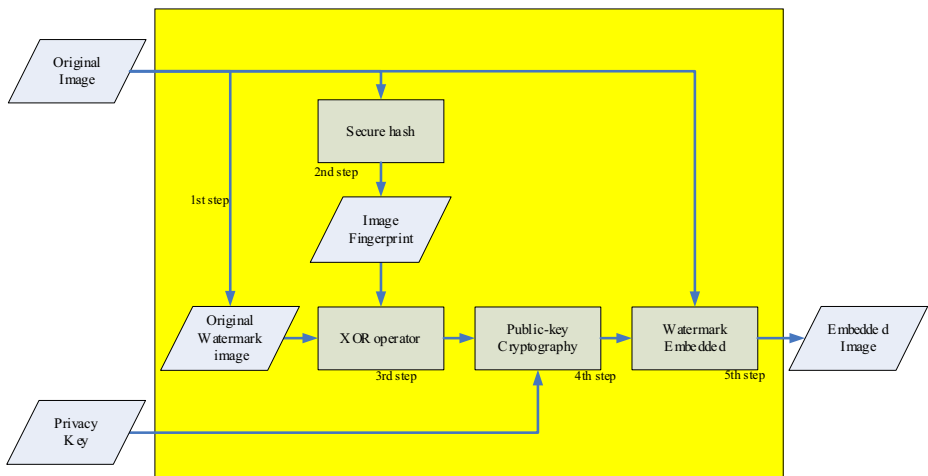 Original
Image
Secure hash
2nd step
1st step
Image
Fingerprint
Original
Watermark
image
XOR operator
3rd step
Public-key
Cryptography
4th step
Watermark
Embedded
5th step
Embedded
Image
Privacy
Key